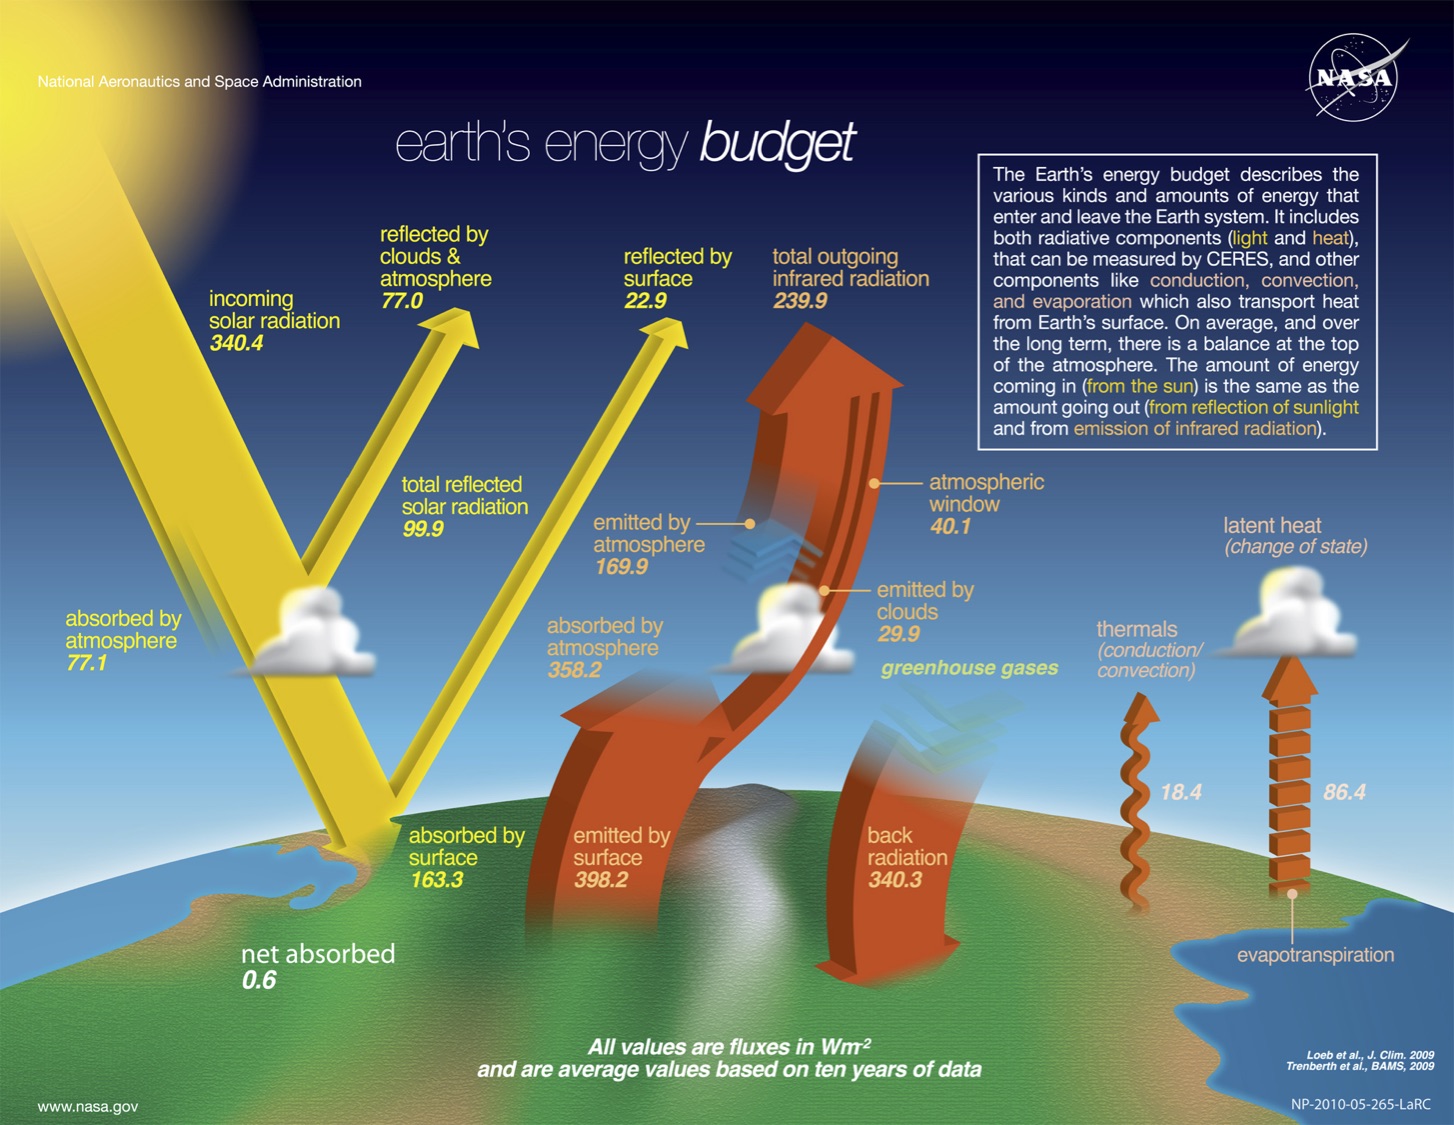 National Aeronautics and Space Administration
NASA
earth's energy budget
The Earth's energy budget describes the
various kinds and amounts of energy that
enter and leave the Earth system. It includes
both radiative components (light and heat),
that can be measured by CERES, and other
components like conduction, convection,
and evaporation which also transport heat
from Earth's surface. On average, and over
the long term, there is a balance at the top
of the atmosphere. The amount of energy
coming in (from the sun) is the same as the
amount going out (from reflection of sunlight
and from emission of infrared radiation).
incoming
solar radiation
340.4
reflected by
clouds &
atmosphere
77.0
reflected by
surface
22.9
total outgoing
infrared radiation
239.9
total reflected
solar radiation
99.9
atmospheric
window
40.1
emitted by
atmosphere
169.9
latent heat
(change of state)
absorbed by
atmosphere
77.1
absorbed by
atmosphere
358.2
emitted by
clouds
29.9
greenhouse gases
thermals
(conduction/
convection)
18.4
86.4
absorbed by
surface
163.3
emitted by
surface
398.2
back
radiation
340.3
evapotranspiration
net absorbed
0.6
All values are fluxes in Wm-2
and are average values based on ten years of data
Loeb et al., J. Clim. 2009
Trenberth et al., BAMS, 2009
www.nasa.gov
NP-2010-05-265-LaRC